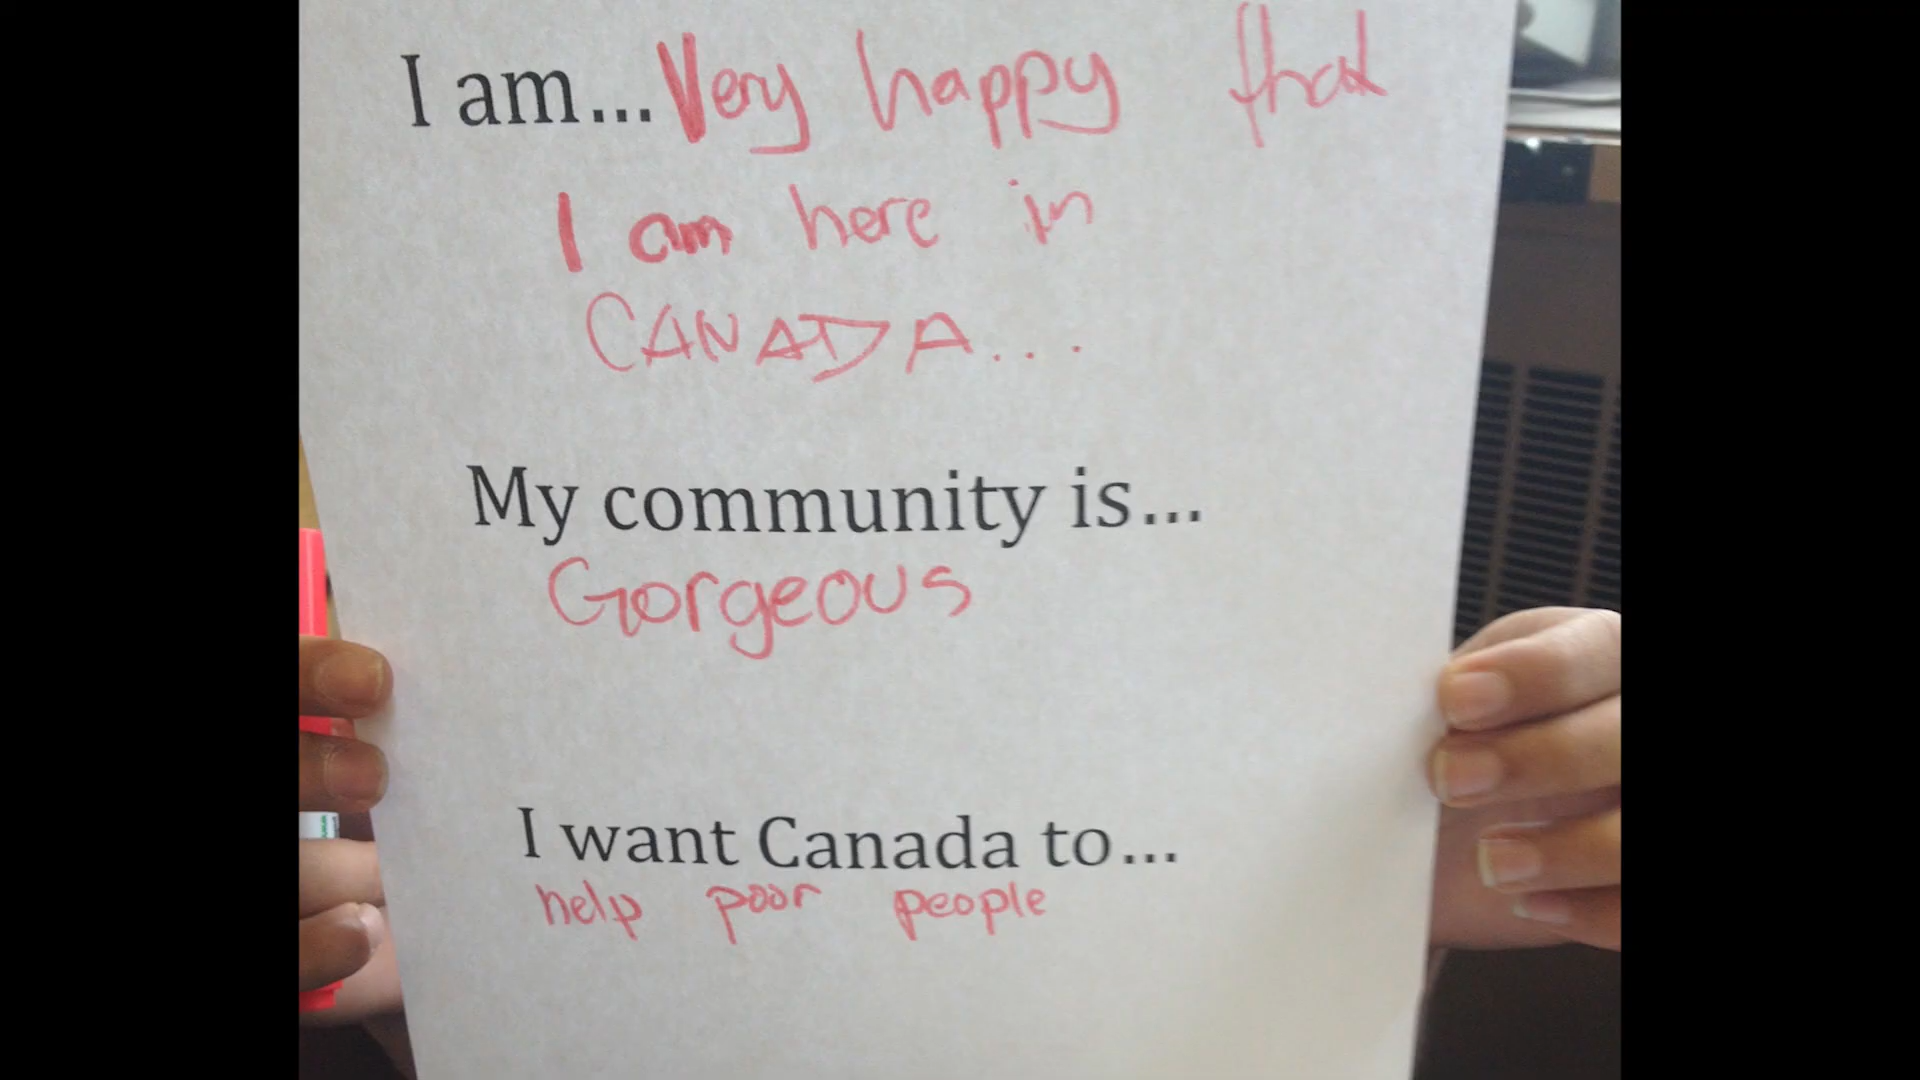 I am... Very happy that
I am here in
CANADA...
My community is...
Gorgeous
I want Canada to...
help poor people